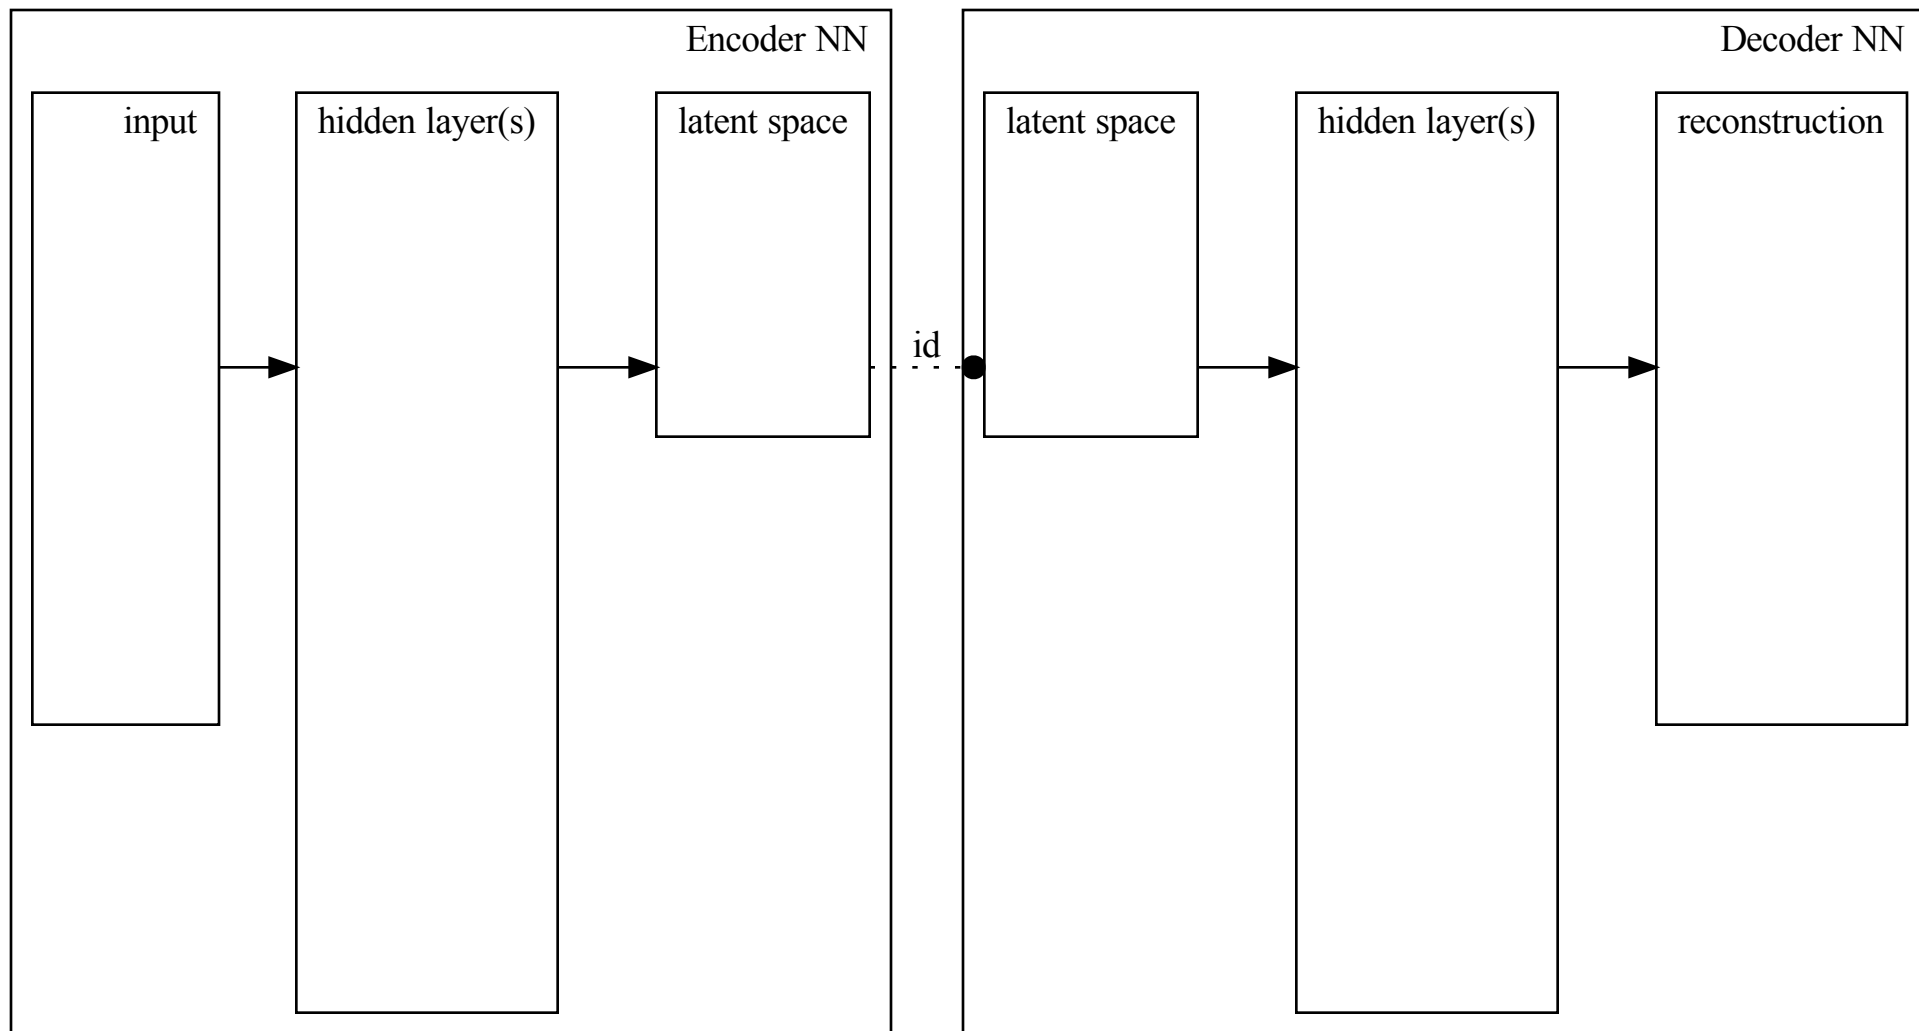 Encoder NN
Decoder NN
input
hidden layer(s)
latent space
id
latent space
hidden layer(s)
reconstruction